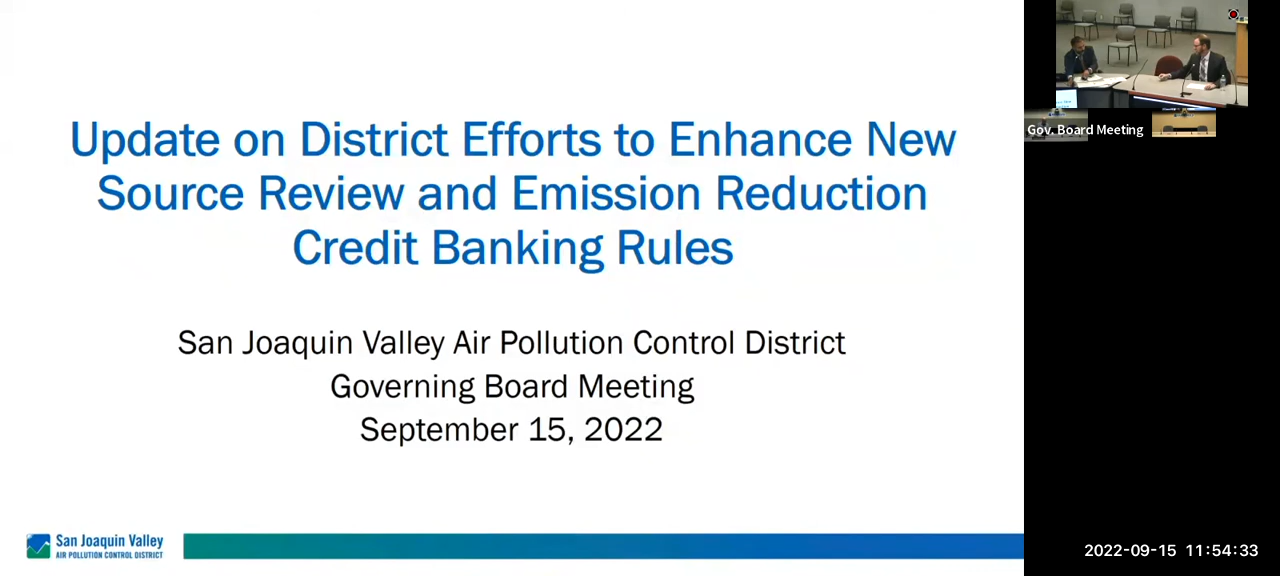 Update on District Efforts to Enhance New
Source Review and Emission Reduction
Credit Banking Rules
San Joaquin Valley Air Pollution Control District
Governing Board Meeting
September 15, 2022
San Joaquin Valley
AIR POLLUTION CONTROL DISTRICT
Gov. Board Meeting
2022-09-15 11:54:33